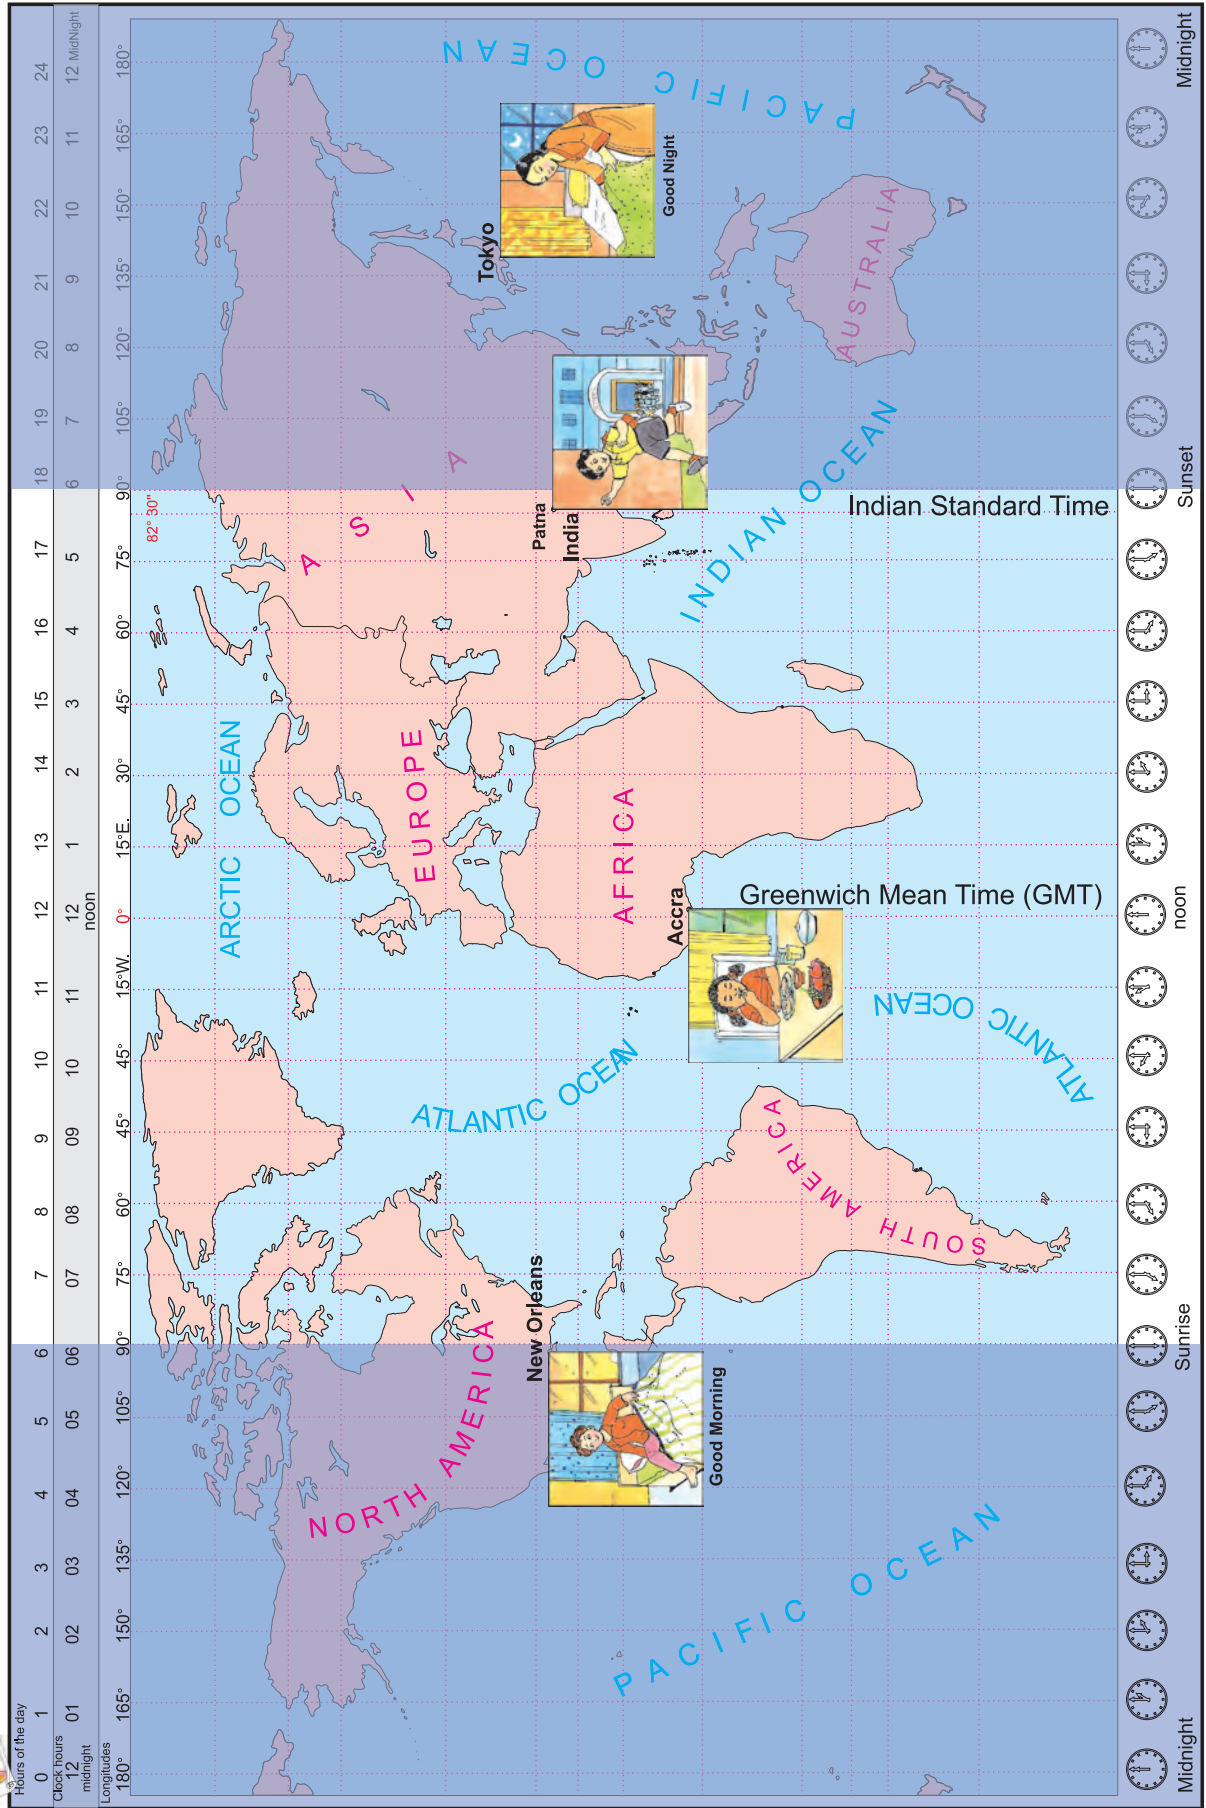 Hours of the day
0 1 2 3 4 5 6 7 8 9 10 11 12 13 14 15 16 17 18 19 20 21 22 23 24
Clock hours
12 01 02 03 04 05 06 07 08 09 10 11 12 1 2 3 4 5 6 7 8 9 10 11 12 MidNight
midnight
noon
Longitudes
180° 165° 150° 135° 120° 105° 90° 75° 60° 45° 45° 15°W. 0° 15°E. 30° 45° 60° 75° 90° 105° 120° 135° 150° 165° 180°
82° 30"
ARCTIC OCEAN
NORTH AMERICA
EUROPE
ASIA
ATLANTIC OCEAN
PACIFIC OCEAN
Tokyo
Good Night
New Orleans
Good Morning
Patna
India
AFRICA
Accra
PACIFIC OCEAN
INDIAN OCEAN
SOUTH AMERICA
AUSTRALIA
ATLANTIC OCEAN
Greenwich Mean Time (GMT)
Indian Standard Time
Midnight
Sunrise
noon
Sunset
Midnight